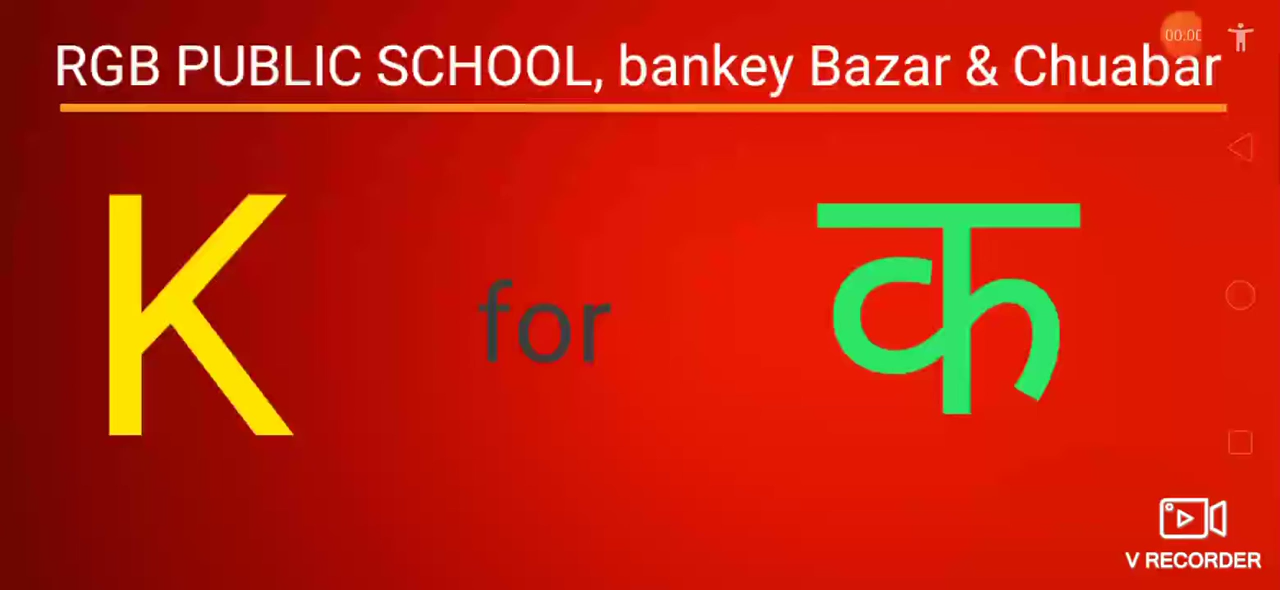 RGB PUBLIC SCHOOL, bankey Bazar & Chuabar
K for क
V RECORDER